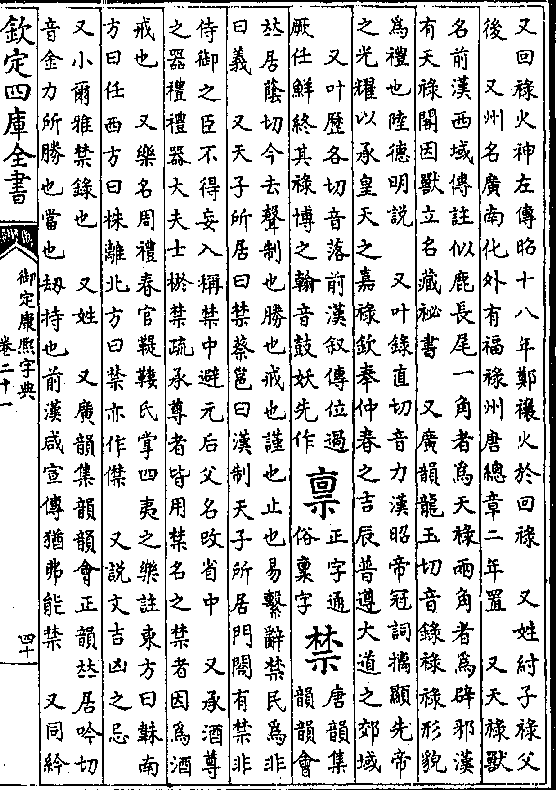 又回祿火神左傳昭十八年鄭禳火於回祿　又姓紂子祿父
後　又州名廣南化外有福祿州唐總章二年置　又天祿獸
名前漢西域傳註似鹿長尾一角者爲天祿兩角者爲辟邪漢
有天祿閣因獸立名藏祕書　又廣韻龍玉切音錄祿祿形貌
爲禮也陸德明說　又叶錄直切音力漢昭帝冠詞摛顯先帝
之光耀以承皇天之嘉祿欽奉仲春之吉辰普遵大道之郊域
又叶歷各切音落前漢叙傳位過
厥任鮮終其祿博之翰音鼓妖先作
禀
正字通
俗稟字
禁
唐韻集
韻韻會
𠀤居蔭切今去聲制也勝也戒也謹也止也易繫辭禁民爲非
曰義　又天子所居曰禁蔡邕曰漢制天子所居門閤有禁非
侍御之臣不得妄入稱禁中避元后父名改省中　又承酒尊
之器禮禮器大夫士棜禁疏承尊者皆用禁名之禁者因爲酒
戒也　又樂名周禮春官鞮鞻氏掌四夷之樂註東方曰韎南
方曰任西方曰株離北方曰禁亦作僸　又說文吉凶之忌
又小爾雅禁錄也　又姓　又廣韻集韻韻會正韻𠀤居吟切
音金力所勝也當也劫持也前漢咸宣傳猶弗能禁　又同紟
欽定四庫全書
御定康熙字典
卷二十一
四十